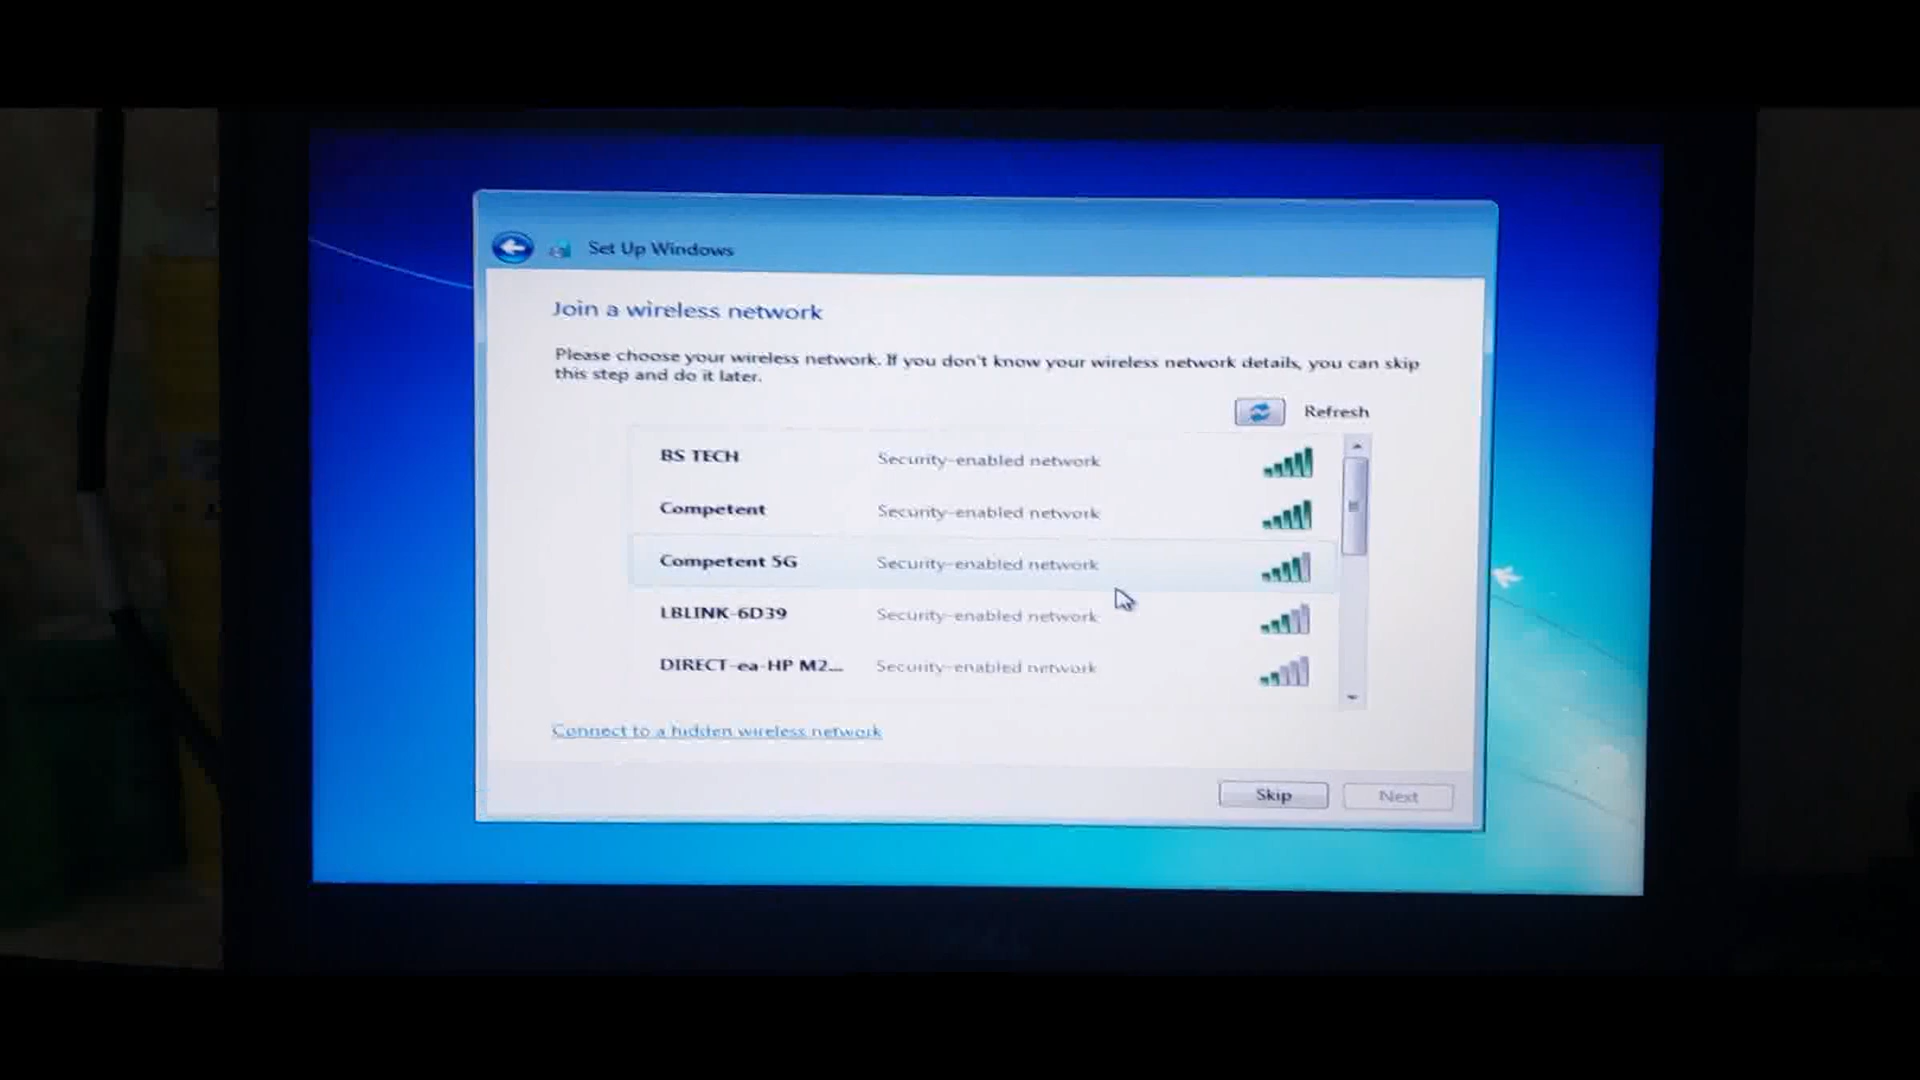 Set Up Windows
Join a wireless network
Please choose your wireless network. If you don't know your wireless network details, you can skip
this step and do it later.
Refresh
BS TECH Security-enabled network
Competent Security-enabled network
Competent 5G Security-enabled network
LBLINK-6D39 Security-enabled network
DIRECT-ea-HP M2... Security-enabled network
Connect to a hidden wireless network
Skip Next